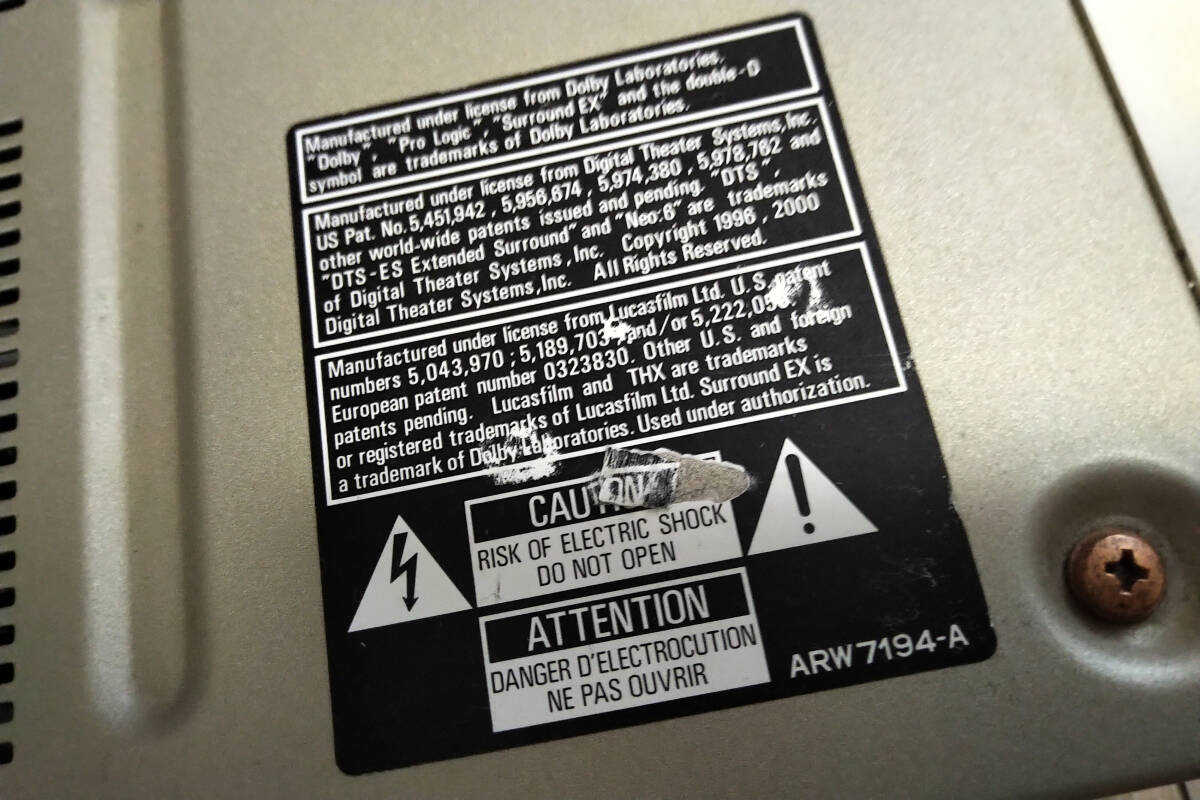 Manufactured under license from Dolby Laboratories.
"Dolby", "Pro Logic", "Surround EX" and the double-D
symbol are trademarks of Dolby Laboratories.
Manufactured under license from Digital Theater Systems, Inc.
US Pat. No. 5,451,942, 5,956,674, 5,974,380, 5,978,762 and
other world-wide patents issued and pending. "DTS",
"DTS-ES Extended Surround" and "Neo:6" are trademarks
of Digital Theater Systems, Inc. Copyright 1996, 2000
Digital Theater Systems, Inc. All Rights Reserved.
Manufactured under license from Lucasfilm Ltd. U.S. patent
numbers 5,043,970; 5,189,703; and/or
European patent number 0323830. Other U.S. and foreign
patents pending. Lucasfilm and THX are trademarks
or registered trademarks of Lucasfilm Ltd. Surround EX is
a trademark of Dolby Laboratories. Used under authorization.
CAUTION
RISK OF ELECTRIC SHOCK
DO NOT OPEN
ATTENTION
DANGER D'ELECTROCUTION
NE PAS OUVRIR
ARW7194-A